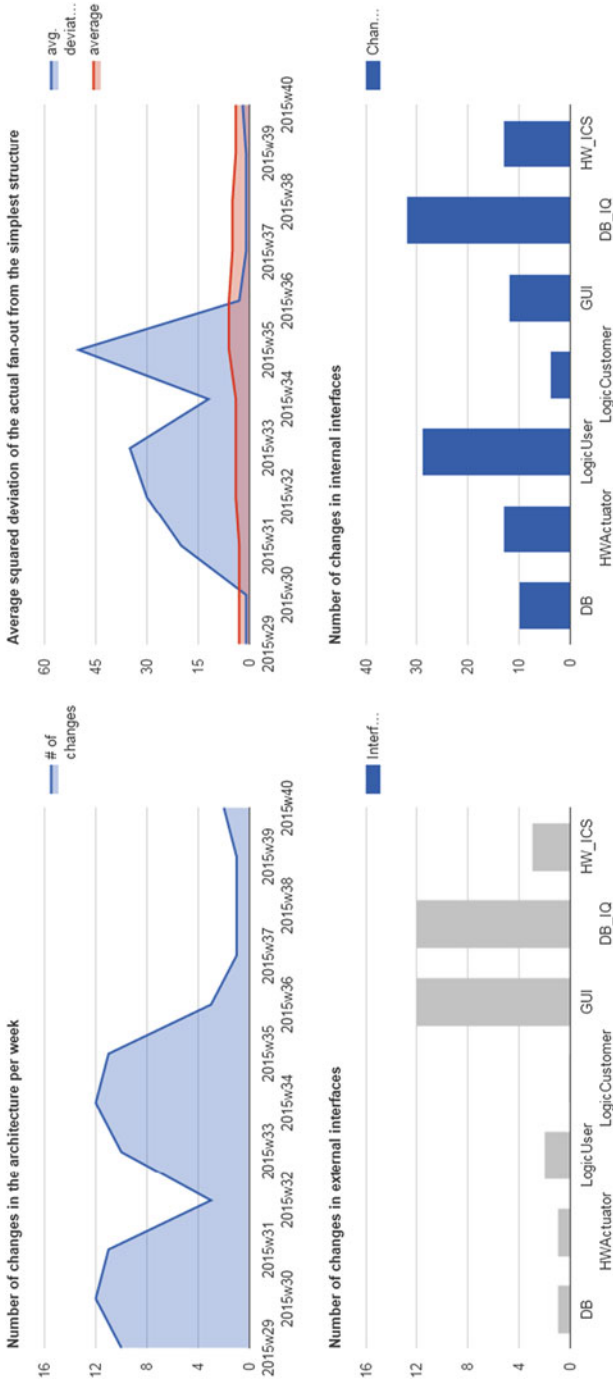 Number of changes in the architecture per week
# of
changes
16
12
8
4
0
2015w29 2015w31 2015w33 2015w35 2015w37 2015w39
2015w30 2015w32 2015w34 2015w36 2015w38 2015w40
Average squared deviation of the actual fan-out from the simplest structure
avg.
deviat...
average
60
45
30
15
0
2015w29 2015w31 2015w33 2015w35 2015w37 2015w39
2015w30 2015w32 2015w34 2015w36 2015w38 2015w40
Number of changes in external interfaces
Interf...
16
12
8
4
0
DB LogicUser GUI DB_IQ HW_ICS
HWActuator LogicCustomer
Number of changes in internal interfaces
Chan...
40
30
20
10
0
DB LogicUser GUI DB_IQ HW_ICS
HWActuator LogicCustomer